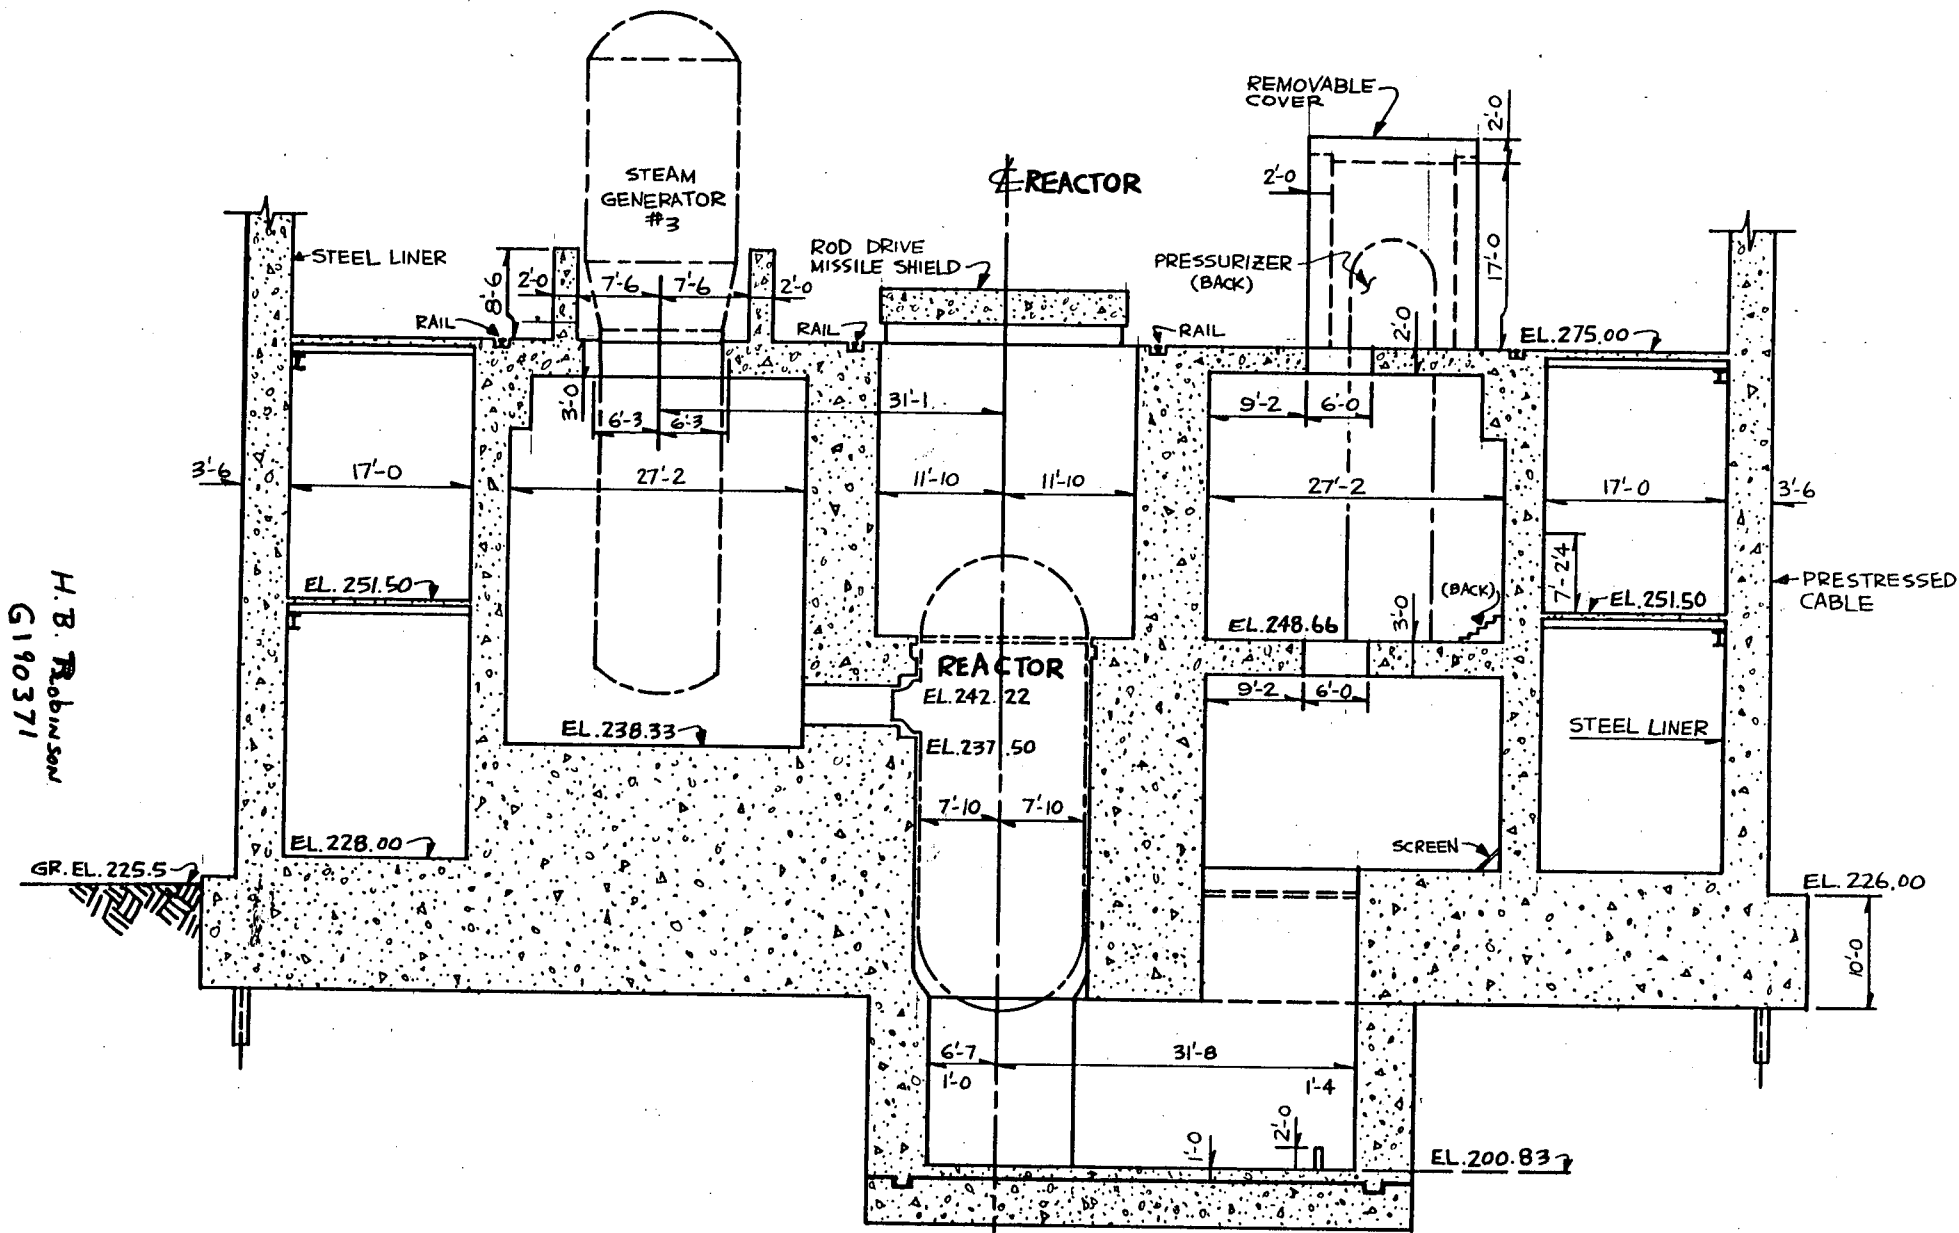 REMOVABLE
COVER
2'-0
STEAM
GENERATOR
#3
℄ REACTOR
2'-0
17'-0
STEEL LINER
8'-6
2'-0
7'-6
7'-6
2'-0
ROD DRIVE
MISSILE SHIELD
PRESSURIZER
(BACK)
RAIL
RAIL
RAIL
2'-0
EL.275.00
3'-0
31'-1
6'-3
6'-3
9'-2
6'-0
3'-6
17'-0
27'-2
11'-10
11'-10
27'-2
17'-0
3'-6
7'-2 1/4
PRESTRESSED
CABLE
EL.251.50
(BACK)
EL.251.50
EL.248.66
3'-0
REACTOR
EL.242.22
9'-2
6'-0
EL.238.33
EL.237.50
STEEL LINER
7'-10
7'-10
EL.228.00
SCREEN
GR.EL.225.5
EL.226.00
10'-0
6'-7
31'-8
1'-0
1'-4
1'-0
2'-0
EL.200.83
H.B. ROBINSON
G190371